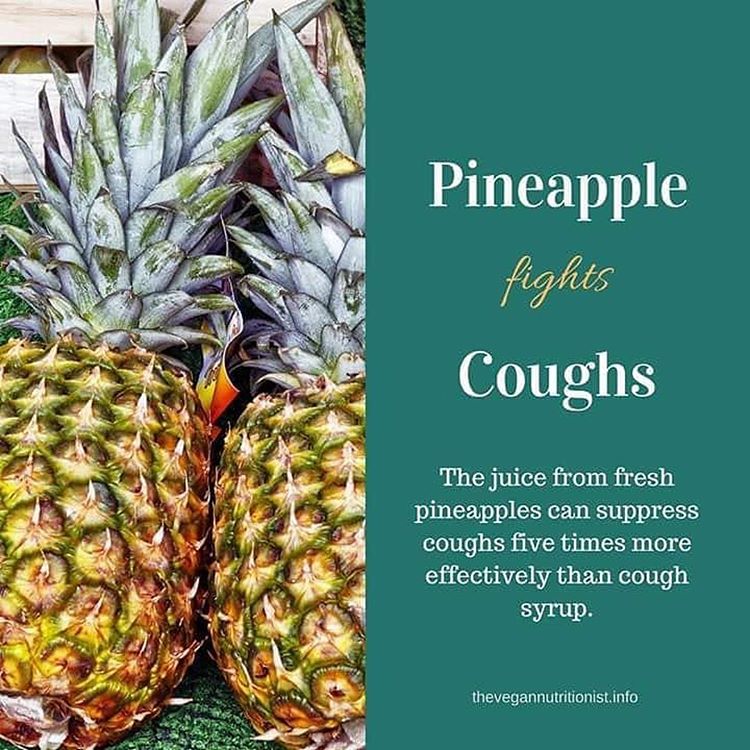 Pineapple
fights
Coughs
The juice from fresh
pineapples can suppress
coughs five times more
effectively than cough
syrup.
thevegannutritionist.info